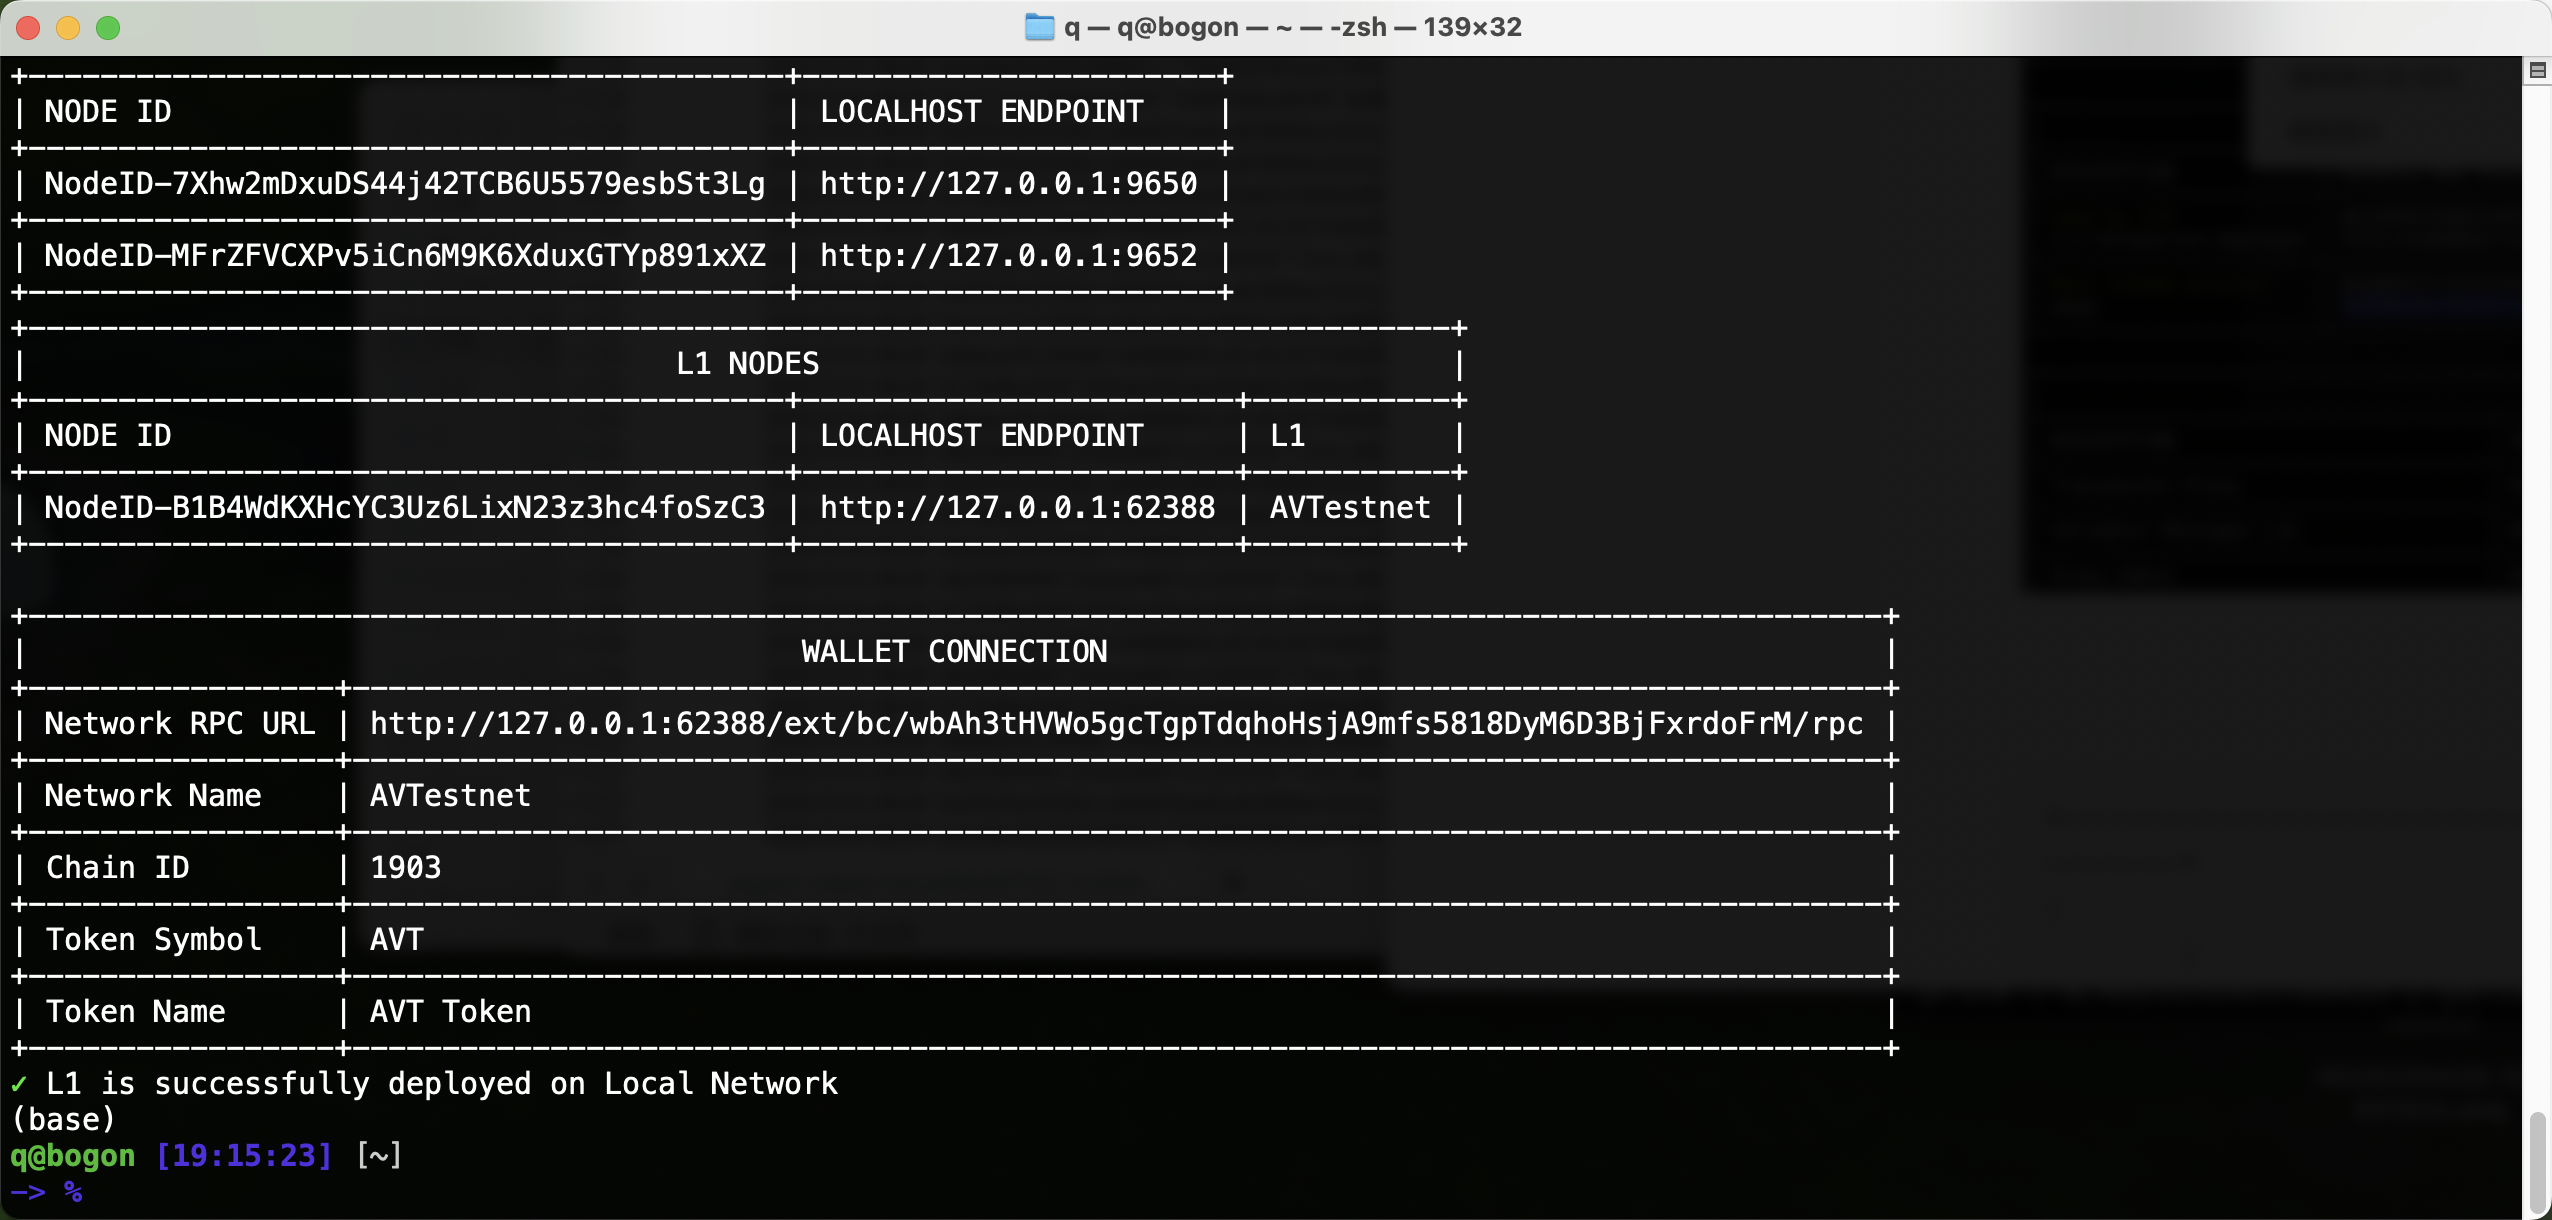 q — q@bogon — ~ — -zsh — 139×32
+------------------------------------------+------------------------+
| NODE ID | LOCALHOST ENDPOINT |
+------------------------------------------+------------------------+
| NodeID-7Xhw2mDxuDS44j42TCB6U5579esbSt3Lg | http://127.0.0.1:9650 |
+------------------------------------------+------------------------+
| NodeID-MFrZFVCXPv5iCn6M9K6XduxGTYp891xXZ | http://127.0.0.1:9652 |
+------------------------------------------+------------------------+
+-------------------------------------------------------------------------------+
| L1 NODES |
+------------------------------------------+------------------------+-----------+
| NODE ID | LOCALHOST ENDPOINT | L1 |
+------------------------------------------+------------------------+-----------+
| NodeID-B1B4WdKXHcYC3Uz6LixN23z3hc4foSzC3 | http://127.0.0.1:62388 | AVTestnet |
+------------------------------------------+------------------------+-----------+
+-------------------------------------------------------------------------------------------------------+
| WALLET CONNECTION |
+-----------------+-------------------------------------------------------------------------------------+
| Network RPC URL | http://127.0.0.1:62388/ext/bc/wbAh3tHVWo5gcTgpTdqhoHsjA9mfs5818DyM6D3BjFxrdoFrM/rpc |
+-----------------+-------------------------------------------------------------------------------------+
| Network Name | AVTestnet |
+-----------------+-------------------------------------------------------------------------------------+
| Chain ID | 1903 |
+-----------------+-------------------------------------------------------------------------------------+
| Token Symbol | AVT |
+-----------------+-------------------------------------------------------------------------------------+
| Token Name | AVT Token |
+-----------------+-------------------------------------------------------------------------------------+
✓ L1 is successfully deployed on Local Network
(base)
q@bogon [19:15:23] [~]
-> %